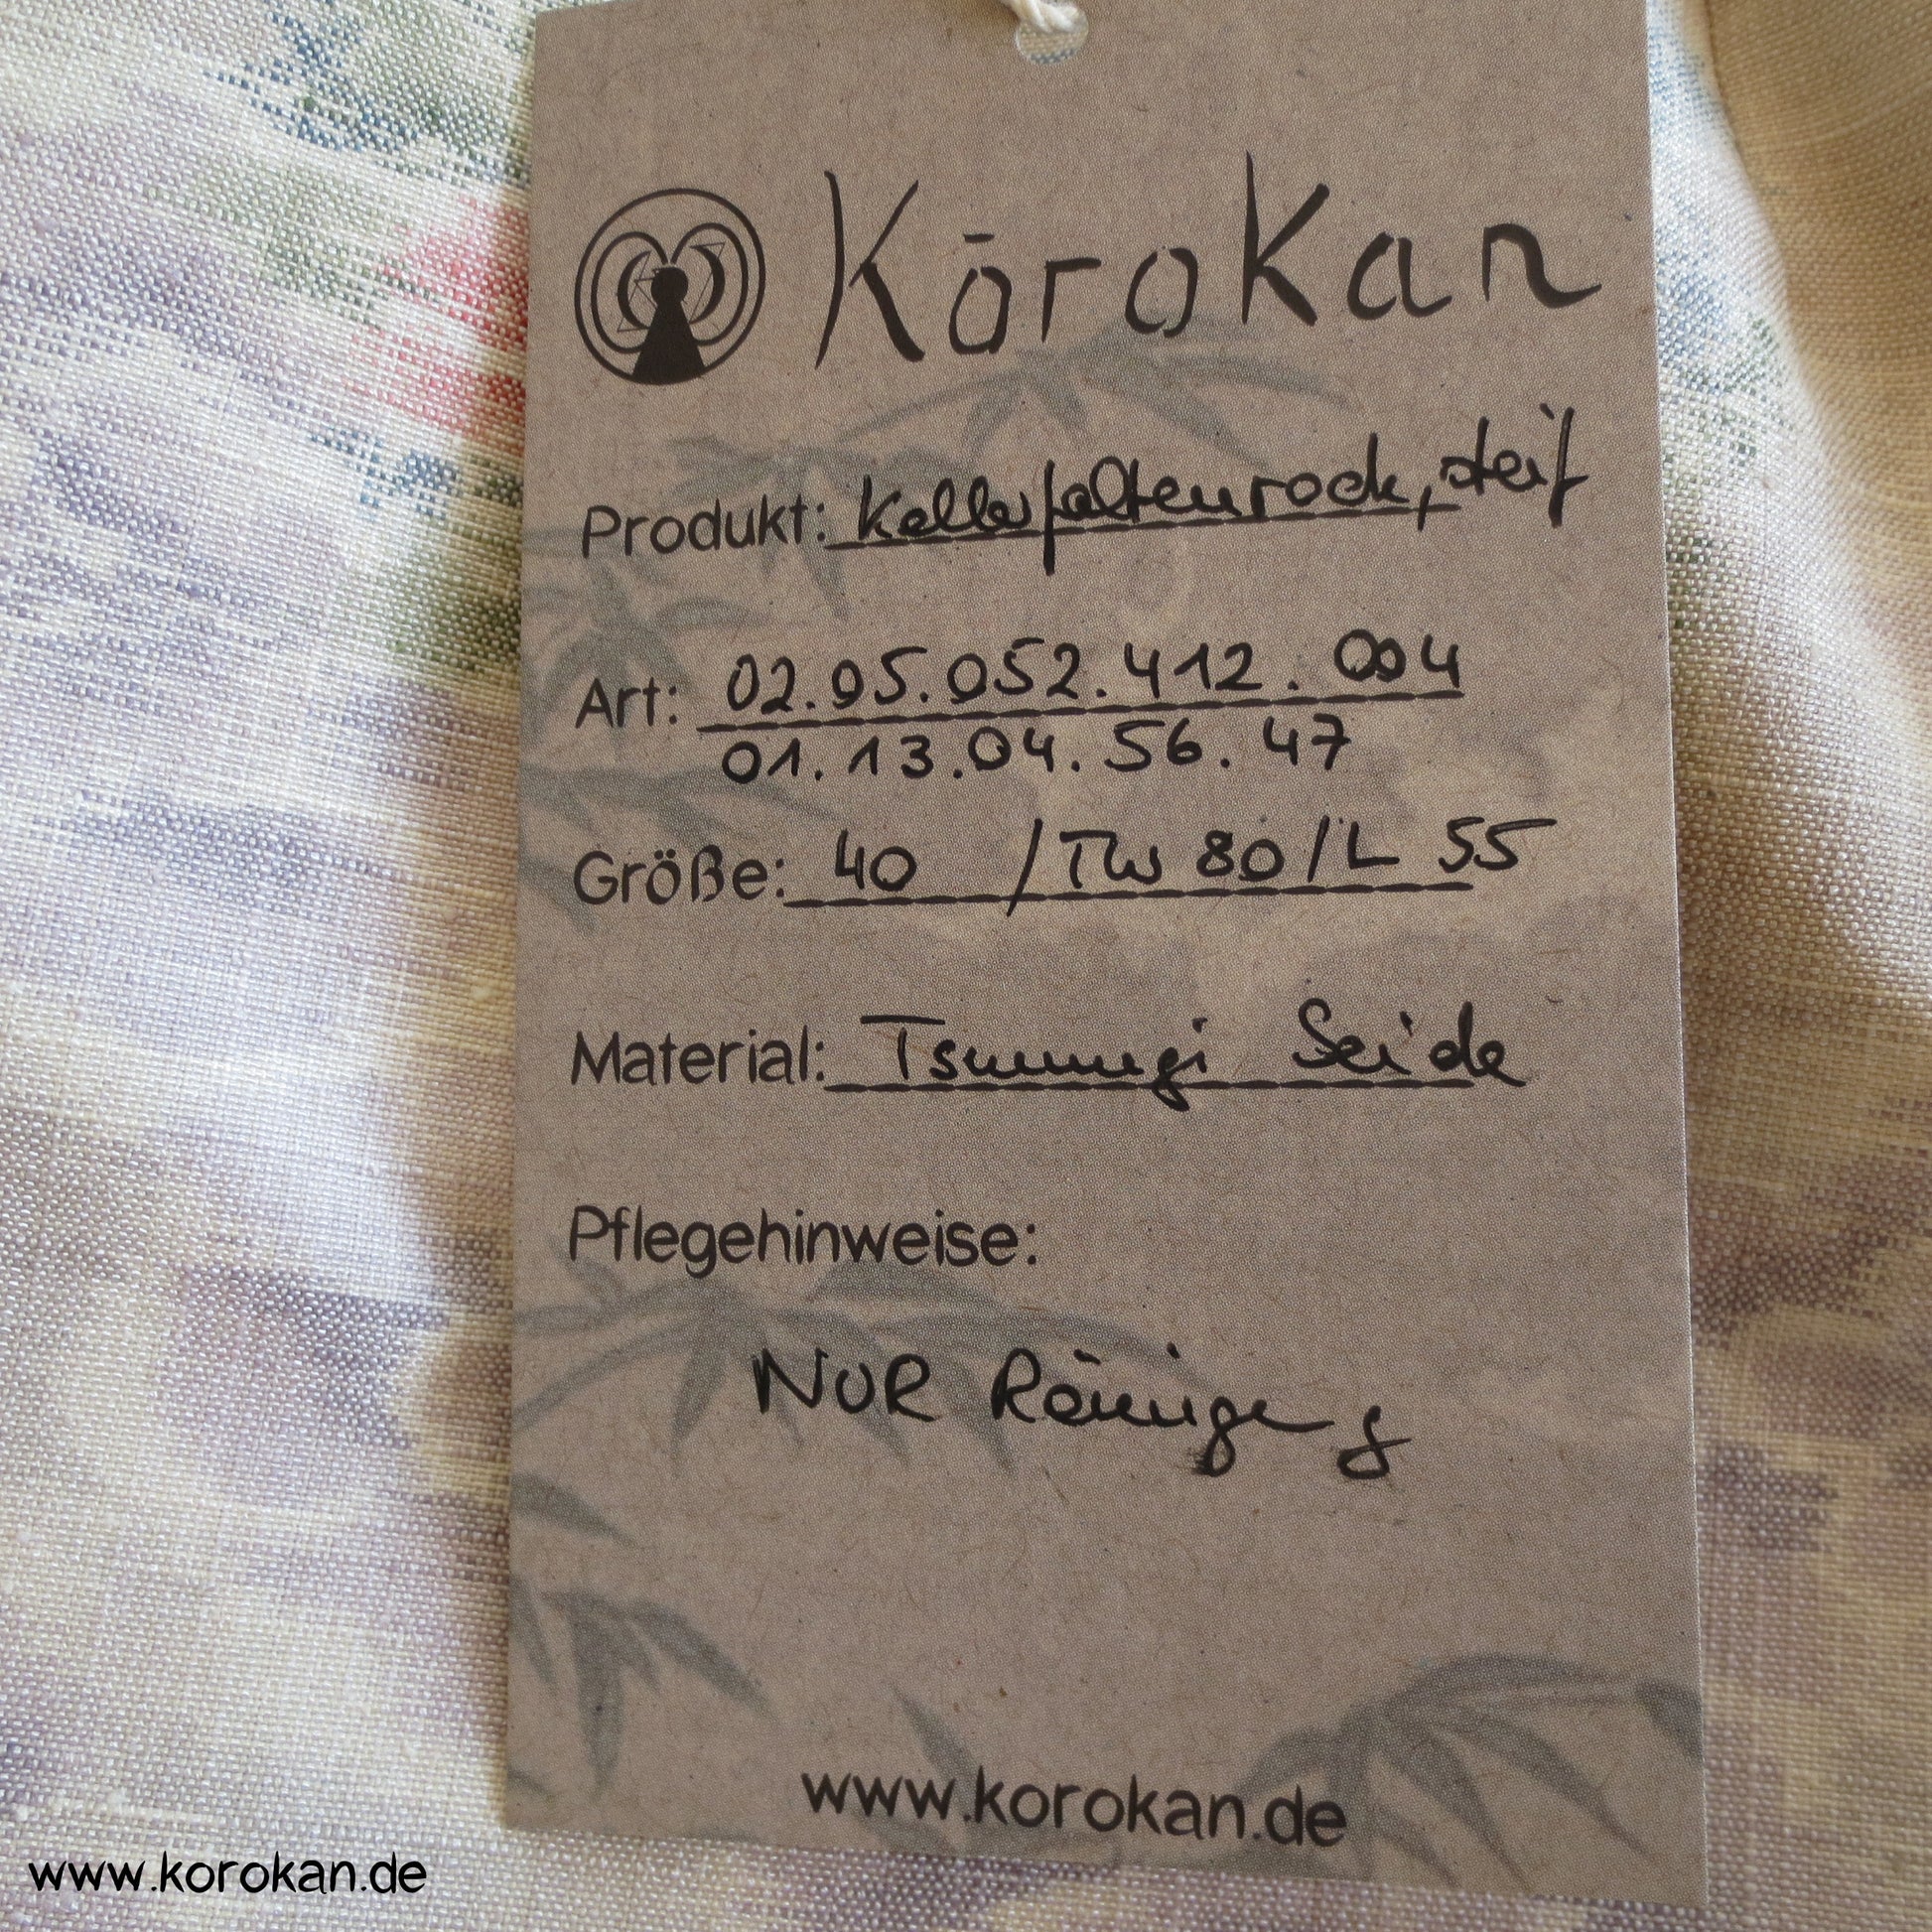 Kōrokan
Produkt: Kellerfaltenrock, steif
Art: 02.05.052.412.004
01.13.04.56.47
Größe: 40 / TW 80 / L 55
Material: Tsumugi Seide
Pflegehinweise:
NUR
www.korokan.de
www.korokan.de